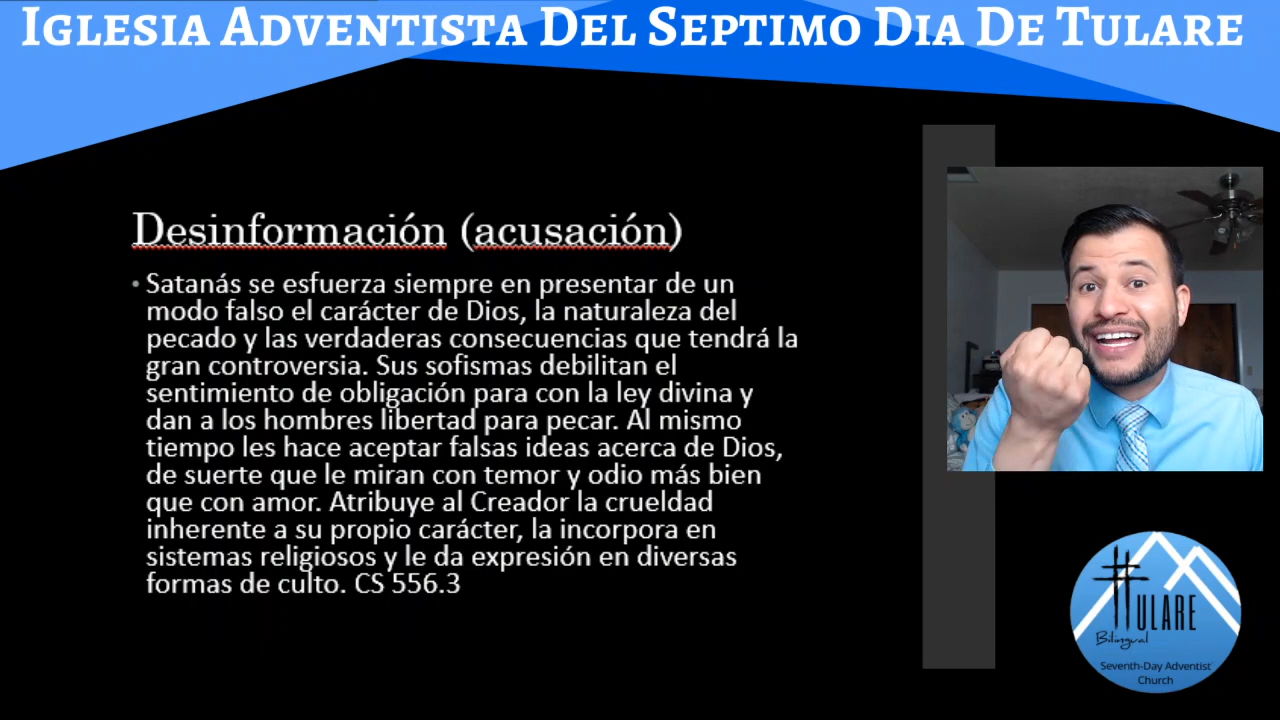 Iglesia Adventista Del Septimo Dia De Tulare
Desinformación (acusación)
• Satanás se esfuerza siempre en presentar de un
modo falso el carácter de Dios, la naturaleza del
pecado y las verdaderas consecuencias que tendrá la
gran controversia. Sus sofismas debilitan el
sentimiento de obligación para con la ley divina y
dan a los hombres libertad para pecar. Al mismo
tiempo les hace aceptar falsas ideas acerca de Dios,
de suerte que le miran con temor y odio más bien
que con amor. Atribuye al Creador la crueldad
inherente a su propio carácter, la incorpora en
sistemas religiosos y le da expresión en diversas
formas de culto. CS 556.3
TULARE
Bilingual
Seventh-Day Adventist
Church